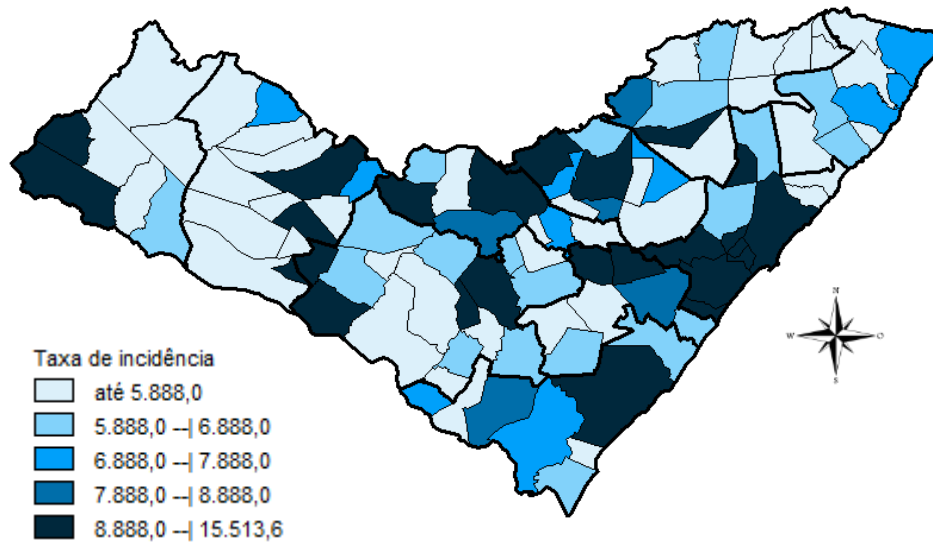 N
W
O
S
Taxa de incidência
até 5.888,0
5.888,0 --| 6.888,0
6.888,0 --| 7.888,0
7.888,0 --| 8.888,0
8.888,0 --| 15.513,6